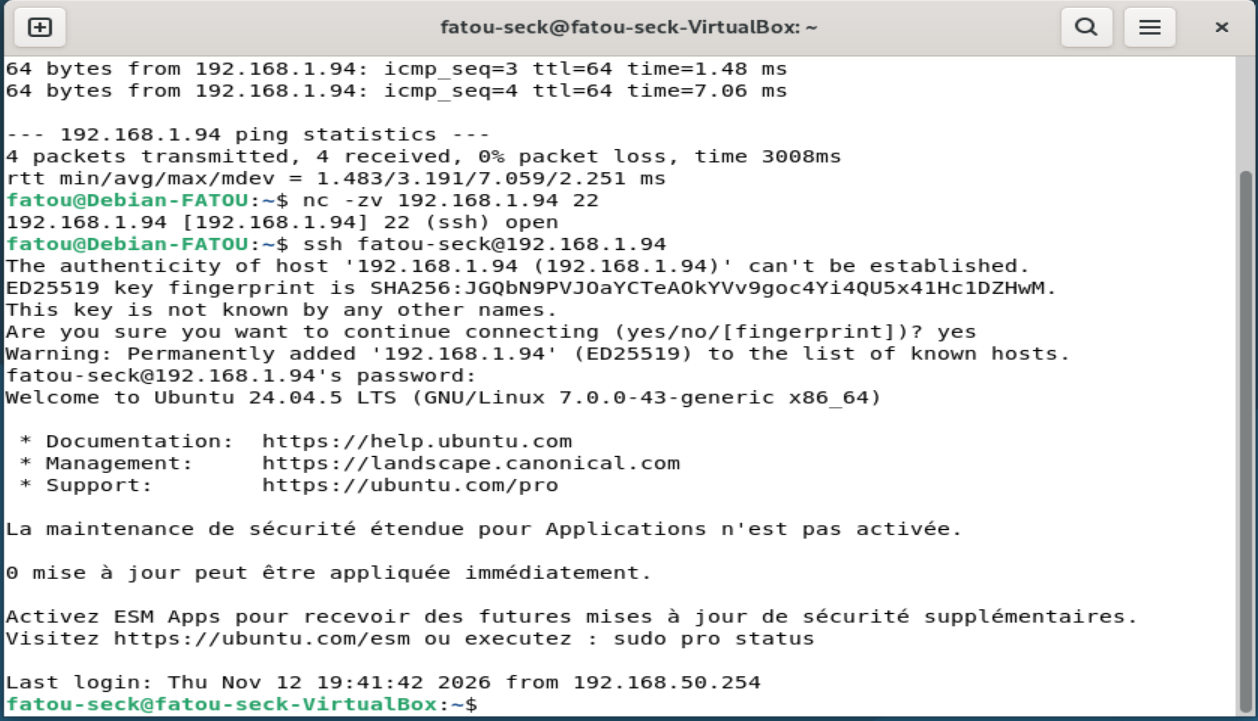 fatou-seck@fatou-seck-VirtualBox: ~
64 bytes from 192.168.1.94: icmp_seq=3 ttl=64 time=1.48 ms
64 bytes from 192.168.1.94: icmp_seq=4 ttl=64 time=7.06 ms
--- 192.168.1.94 ping statistics ---
4 packets transmitted, 4 received, 0% packet loss, time 3008ms
rtt min/avg/max/mdev = 1.483/3.191/7.059/2.251 ms
fatou@Debian-FATOU:~$ nc -zv 192.168.1.94 22
192.168.1.94 [192.168.1.94] 22 (ssh) open
fatou@Debian-FATOU:~$ ssh fatou-seck@192.168.1.94
The authenticity of host '192.168.1.94 (192.168.1.94)' can't be established.
ED25519 key fingerprint is SHA256:JGQbN9PVJOaYCTeAOkYVv9goc4Yi4QU5x41Hc1DZHwM.
This key is not known by any other names.
Are you sure you want to continue connecting (yes/no/[fingerprint])? yes
Warning: Permanently added '192.168.1.94' (ED25519) to the list of known hosts.
fatou-seck@192.168.1.94's password:
Welcome to Ubuntu 24.04.5 LTS (GNU/Linux 7.0.0-43-generic x86_64)
* Documentation:  https://help.ubuntu.com
* Management:     https://landscape.canonical.com
* Support:        https://ubuntu.com/pro
La maintenance de sécurité étendue pour Applications n'est pas activée.
0 mise à jour peut être appliquée immédiatement.
Activez ESM Apps pour recevoir des futures mises à jour de sécurité supplémentaires.
Visitez https://ubuntu.com/esm ou executez : sudo pro status
Last login: Thu Nov 12 19:41:42 2026 from 192.168.50.254
fatou-seck@fatou-seck-VirtualBox:~$